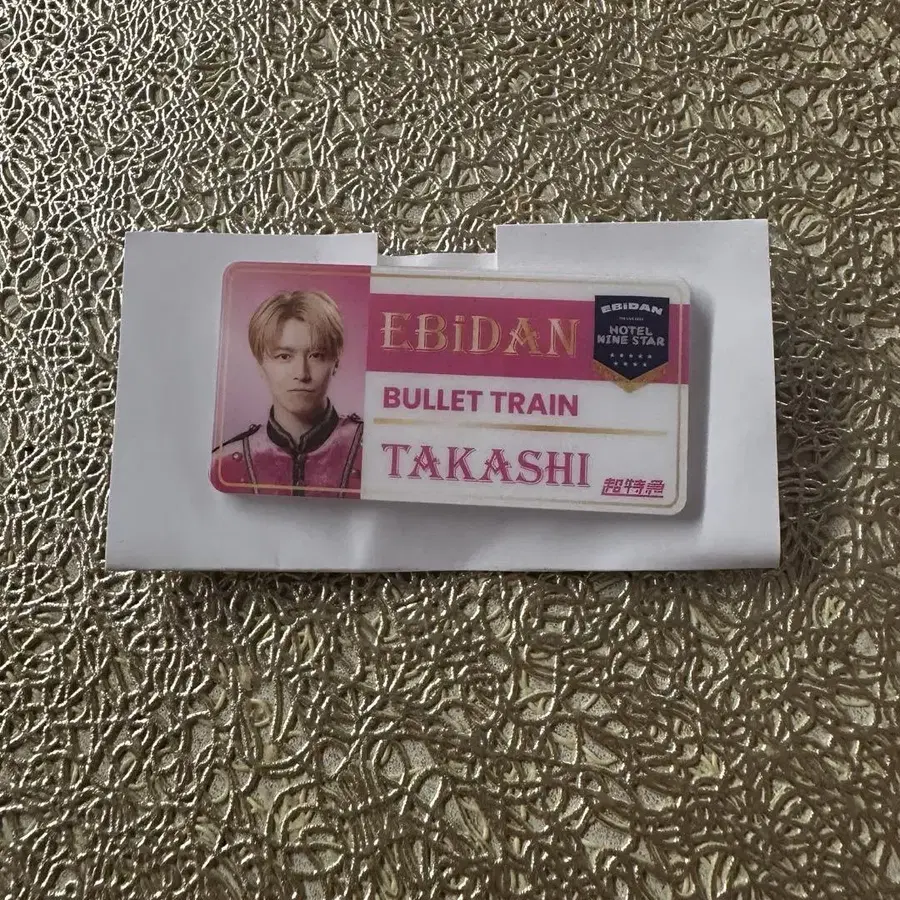 EBiDAN
BULLET TRAIN
TAKASHI
超特急
EBiDAN
HOTEL
NINE STAR